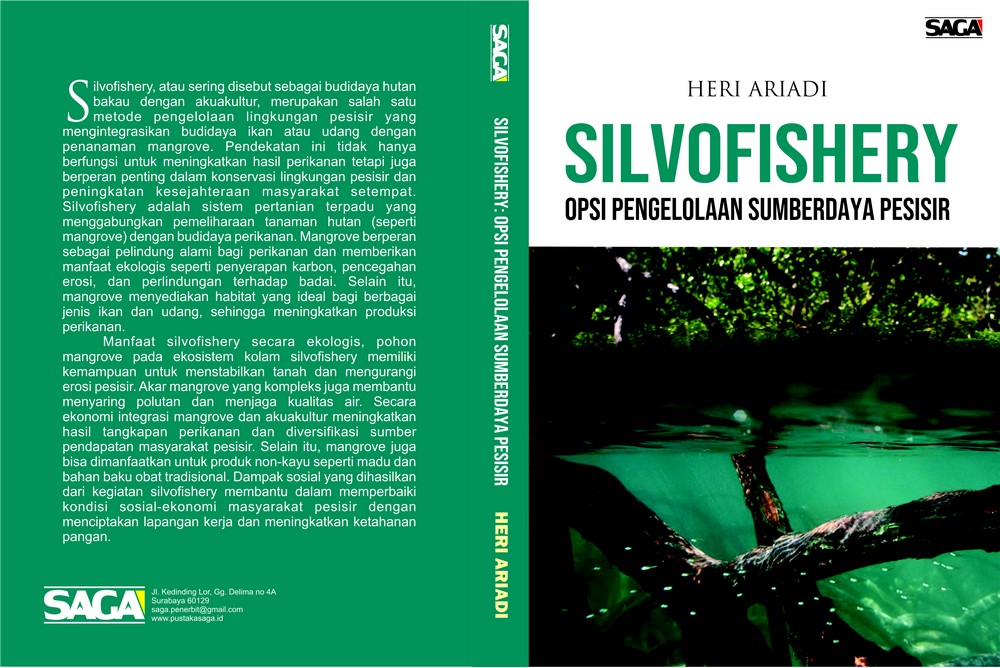 Silvofishery, atau sering disebut sebagai budidaya hutan
bakau dengan akuakultur, merupakan salah satu
metode pengelolaan lingkungan pesisir yang
mengintegrasikan budidaya ikan atau udang dengan
penanaman mangrove. Pendekatan ini tidak hanya
berfungsi untuk meningkatkan hasil perikanan tetapi juga
berperan penting dalam konservasi lingkungan pesisir dan
peningkatan kesejahteraan masyarakat setempat.
Silvofishery adalah sistem pertanian terpadu yang
menggabungkan pemeliharaan tanaman hutan (seperti
mangrove) dengan budidaya perikanan. Mangrove berperan
sebagai pelindung alami bagi perikanan dan memberikan
manfaat ekologis seperti penyerapan karbon, pencegahan
erosi, dan perlindungan terhadap badai. Selain itu,
mangrove menyediakan habitat yang ideal bagi berbagai
jenis ikan dan udang, sehingga meningkatkan produksi
perikanan.
Manfaat silvofishery secara ekologis, pohon
mangrove pada ekosistem kolam silvofishery memiliki
kemampuan untuk menstabilkan tanah dan mengurangi
erosi pesisir. Akar mangrove yang kompleks juga membantu
menyaring polutan dan menjaga kualitas air. Secara
ekonomi integrasi mangrove dan akuakultur meningkatkan
hasil tangkapan perikanan dan diversifikasi sumber
pendapatan masyarakat pesisir. Selain itu, mangrove juga
bisa dimanfaatkan untuk produk non-kayu seperti madu dan
bahan baku obat tradisional. Dampak sosial yang dihasilkan
dari kegiatan silvofishery membantu dalam memperbaiki
kondisi sosial-ekonomi masyarakat pesisir dengan
menciptakan lapangan kerja dan meningkatkan ketahanan
pangan.
SAGA
Jl. Kedinding Lor, Gg. Delima no 4A
Surabaya 60129
saga.penerbit@gmail.com
www.pustakasaga.id
SAGA
SILVOFISHERY: OPSI PENGELOLAAN SUMBERDAYA PESISIR
HERI ARIADI
SAGA
HERI ARIADI
SILVOFISHERY
OPSI PENGELOLAAN SUMBERDAYA PESISIR